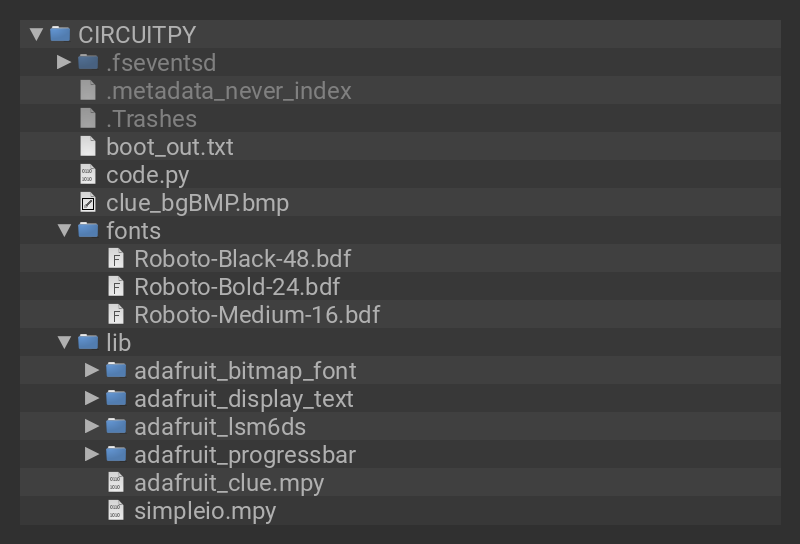 CIRCUITPY
.fseventsd
.metadata_never_index
.Trashes
boot_out.txt
code.py
clue_bgBMP.bmp
fonts
Roboto-Black-48.bdf
Roboto-Bold-24.bdf
Roboto-Medium-16.bdf
lib
adafruit_bitmap_font
adafruit_display_text
adafruit_lsm6ds
adafruit_progressbar
adafruit_clue.mpy
simpleio.mpy